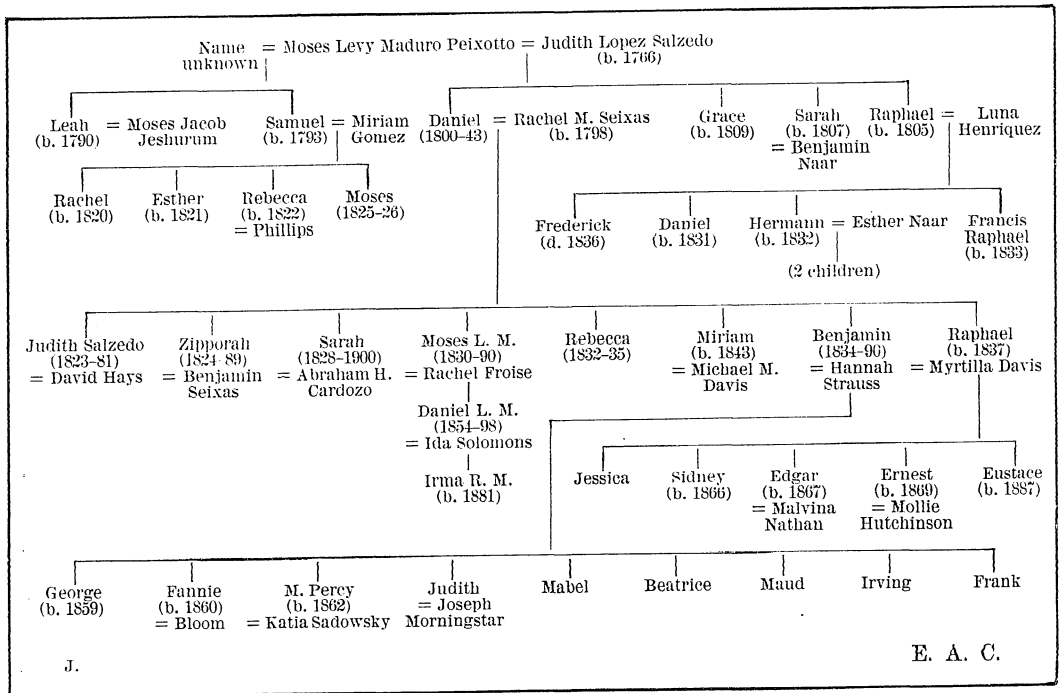 Name = Moses Levy Maduro Peixotto = Judith Lopez Salzedo
unknown (b. 1766)
Leah = Moses Jacob Samuel = Miriam Daniel = Rachel M. Seixas Grace Sarah Raphael = Luna
(b. 1790) Jeshurum (b. 1793) Gomez (1800–43) (b. 1798) (b. 1809) (b. 1807) (b. 1805) Henriquez
= Benjamin
Naar
Rachel Esther Rebecca Moses
(b. 1820) (b. 1821) (b. 1822) (1825–26)
= Phillips
Frederick Daniel Hermann = Esther Naar Francis
(d. 1836) (b. 1831) (b. 1832) Raphael
(b. 1833)
(2 children)
Judith Salzedo Zipporah Sarah Moses L. M. Rebecca Miriam Benjamin Raphael
(1823–81) (1824–89) (1828–1900) (1830–90) (1832–35) (b. 1843) (1834–90) (b. 1837)
= David Hays = Benjamin = Abraham H. = Rachel Froise = Michael M. = Hannah = Myrtilla Davis
Seixas Cardozo Davis Strauss
Daniel L. M.
(1854–98)
= Ida Solomons
Irma R. M.
(b. 1881)
Jessica Sidney Edgar Ernest Eustace
(b. 1866) (b. 1867) (b. 1869) (b. 1887)
= Malvina = Mollie
Nathan Hutchinson
George Fannie M. Percy Judith Mabel Beatrice Maud Irving Frank
(b. 1859) (b. 1860) (b. 1862) = Joseph
= Bloom = Katia Sadowsky Morningstar
J. E. A. C.